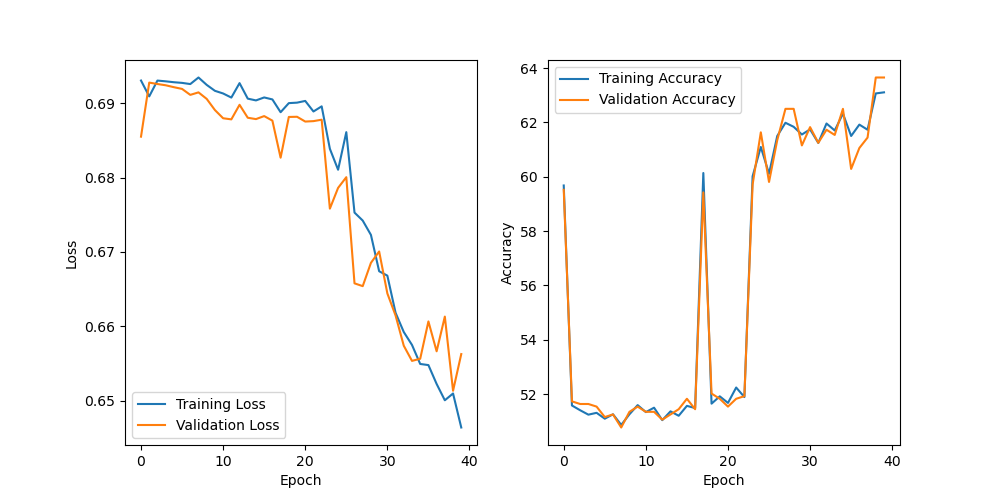 0.69
0.68
0.67
0.66
0.65
Loss
Training Loss
Validation Loss
0 10 20 30 40
Epoch
64
62
60
58
56
54
52
Accuracy
Training Accuracy
Validation Accuracy
0 10 20 30 40
Epoch